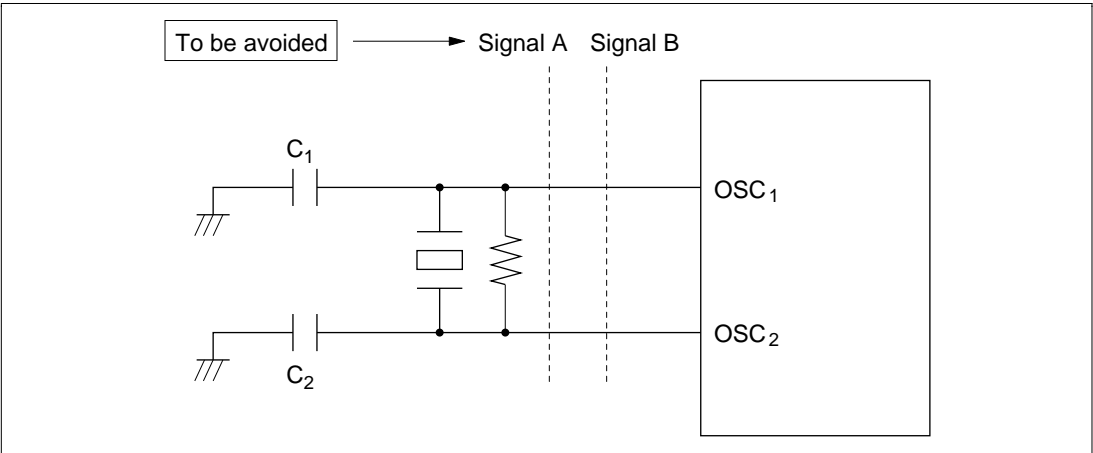 To be avoided
Signal A Signal B
C1
OSC1
OSC2
C2